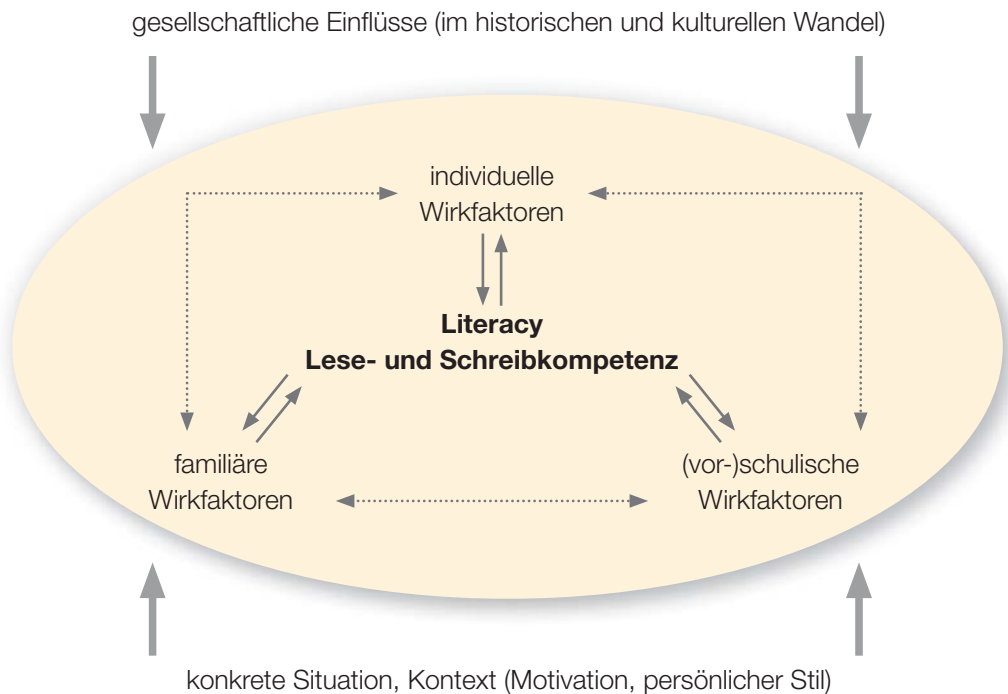 gesellschaftliche Einflüsse (im historischen und kulturellen Wandel)
individuelle
Wirkfaktoren
Literacy
Lese- und Schreibkompetenz
familiäre
Wirkfaktoren
(vor-)schulische
Wirkfaktoren
konkrete Situation, Kontext (Motivation, persönlicher Stil)